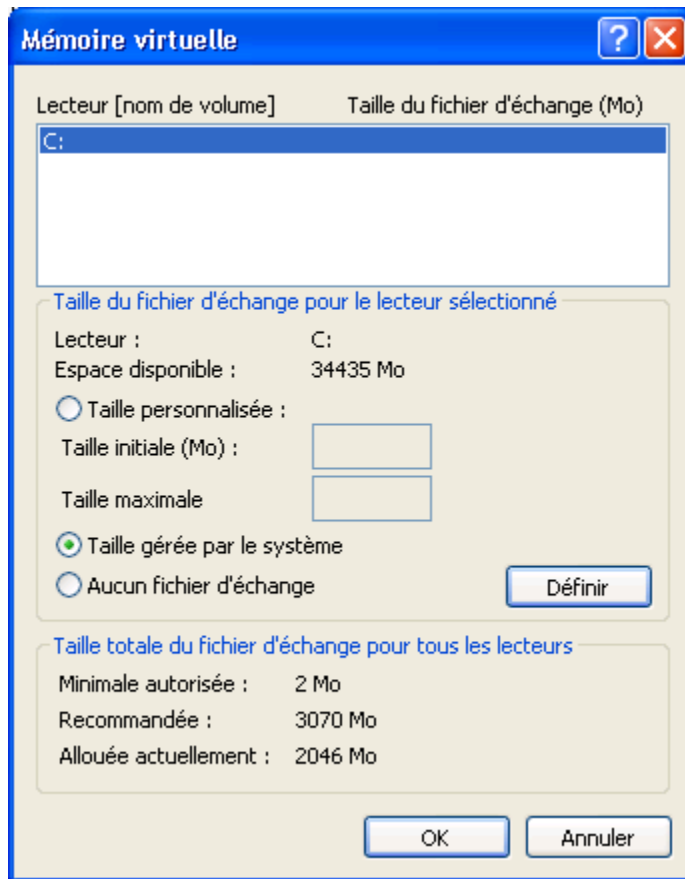 Mémoire virtuelle
Lecteur [nom de volume] Taille du fichier d'échange (Mo)
C:
Taille du fichier d'échange pour le lecteur sélectionné
Lecteur : C:
Espace disponible : 34435 Mo
Taille personnalisée :
Taille initiale (Mo) :
Taille maximale
Taille gérée par le système
Aucun fichier d'échange Définir
Taille totale du fichier d'échange pour tous les lecteurs
Minimale autorisée : 2 Mo
Recommandée : 3070 Mo
Allouée actuellement : 2046 Mo
OK Annuler